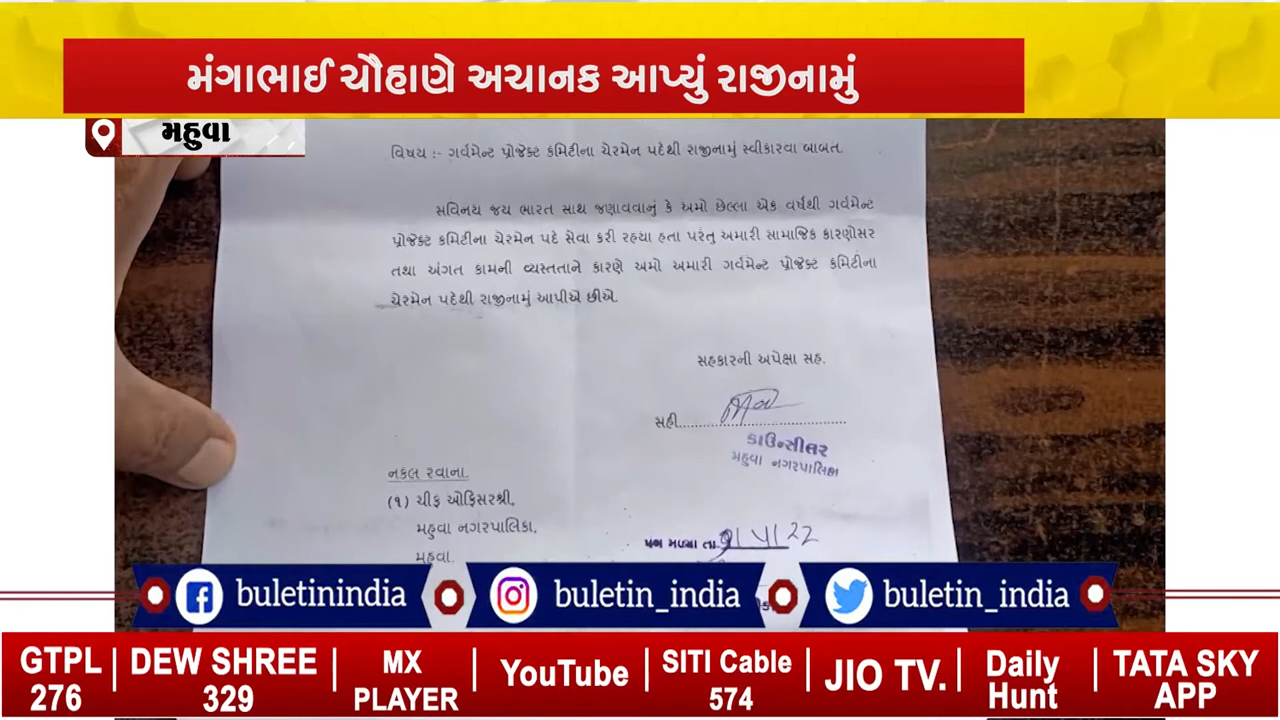 મંગાભાઈ ચૌહાણે અચાનક આપ્યું રાજીનામું
મહુવા
વિષય :- ગર્વમેન્ટ પ્રોજેક્ટ કમિટીના ચેરમેન પદેથી રાજીનામું સ્વીકારવા બાબત.
સવિનય જય ભારત સાથ જણાવવાનું કે અમો છેલ્લા એક વર્ષથી ગર્વમેન્ટ
પ્રોજેક્ટ કમિટીના ચેરમેન પદે સેવા કરી રહયા હતા પરંતુ અમારી સામાજિક કારણોસર
તથા અંગત કામની વ્યસ્તતાને કારણે અમો અમારી ગર્વમેન્ટ પ્રોજેક્ટ કમિટીના
ચેરમેન પદેથી રાજીનામું આપીએ છીએ.
સહકારની અપેક્ષા સહ.
સહી
કાઉન્સીલર
મહુવા નગરપાલિકા
નકલ રવાના.
(૧) ચીફ ઓફિસરશ્રી,
મહુવા નગરપાલિકા,
મહુવા.
પત્ર મળ્યા તા.
buletinindia
buletin_india
buletin_india
GTPL 276
DEW SHREE 329
MX PLAYER
YouTube
SITI Cable 574
JIO TV.
Daily Hunt
TATA SKY APP